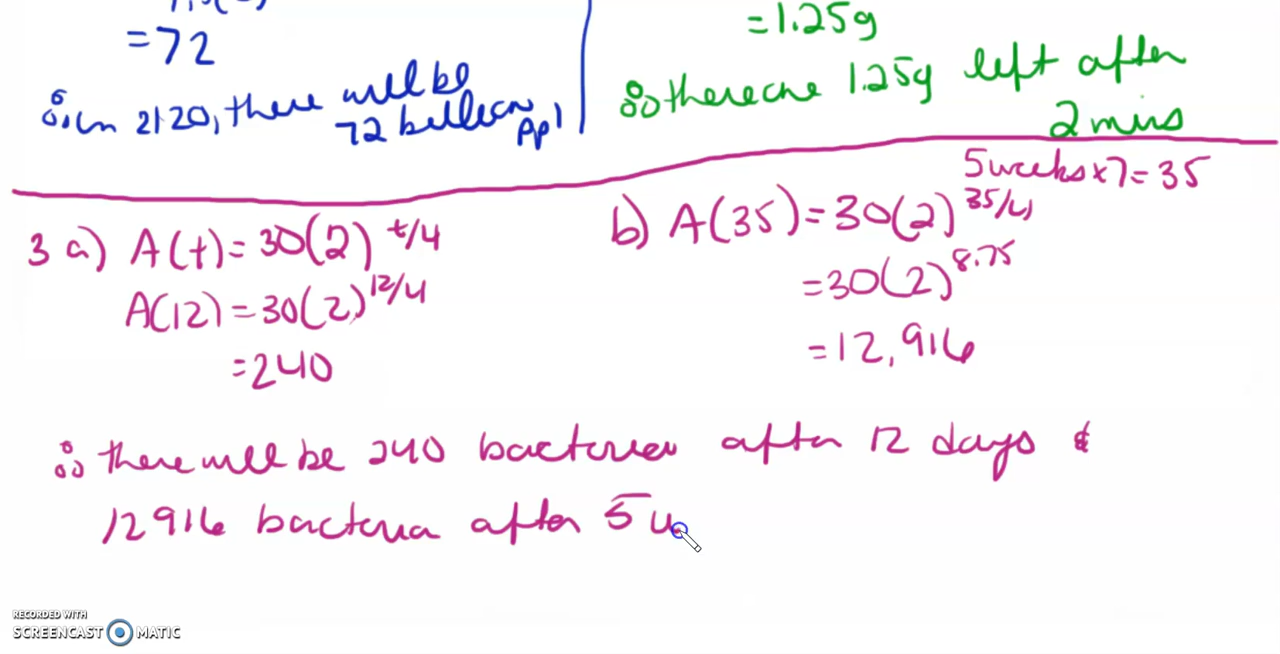 = 72
∴ in 2120, there will be
72 billion ppl
= 1.25g
∴ there are 1.25g left after
2 mins
5 weeks x 7 = 35
3 a) A(t) = 30(2)^t/4
A(12) = 30(2)^12/4
= 240
b) A(35) = 30(2)^35/4
= 30(2)^8.75
= 12,916
∴ there will be 240 bacteria after 12 days &
12916 bacteria after 5 w
RECORDED WITH
SCREENCAST MATIC